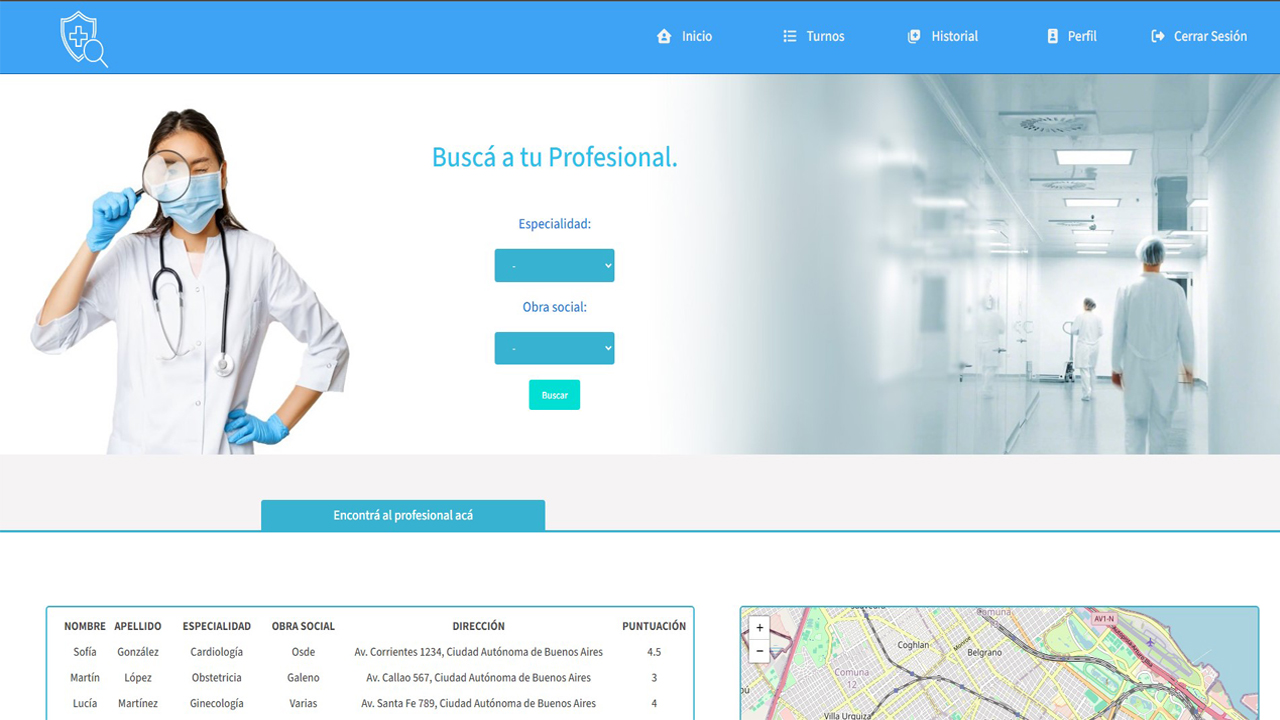 Inicio Turnos Historial Perfil Cerrar Sesión
Buscá a tu Profesional.
Especialidad:
-
Obra social:
-
Buscar
Encontrá al profesional acá
NOMBRE APELLIDO ESPECIALIDAD OBRA SOCIAL DIRECCIÓN PUNTUACIÓN
Sofía González Cardiología Osde Av. Corrientes 1134, Ciudad Autónoma de Buenos Aires 4.5
Martín López Obstetricia Galeno Av. Callao 567, Ciudad Autónoma de Buenos Aires 3
Lucía Martínez Ginecología Varias Av. Santa Fe 789, Ciudad Autónoma de Buenos Aires 4
+
−
Comuna
AV1-N
Coghlan
Monroe
Belgrano
Comuna
12
Villa Urquiza